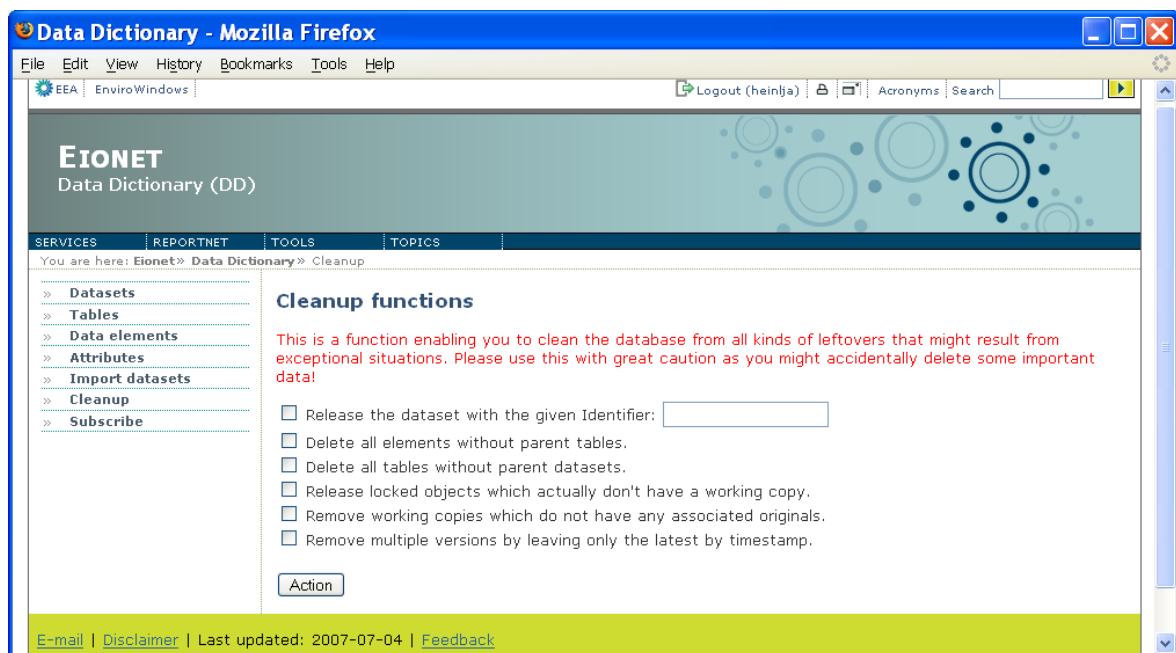 Data Dictionary - Mozilla Firefox
File Edit View History Bookmarks Tools Help
EEA EnviroWindows Logout (heinlja) Acronyms Search
EIONET
Data Dictionary (DD)
SERVICES REPORTNET TOOLS TOPICS
You are here: Eionet» Data Dictionary» Cleanup
» Datasets
» Tables
» Data elements
» Attributes
» Import datasets
» Cleanup
» Subscribe
Cleanup functions
This is a function enabling you to clean the database from all kinds of leftovers that might result from
exceptional situations. Please use this with great caution as you might accidentally delete some important
data!
Release the dataset with the given Identifier:
Delete all elements without parent tables.
Delete all tables without parent datasets.
Release locked objects which actually don't have a working copy.
Remove working copies which do not have any associated originals.
Remove multiple versions by leaving only the latest by timestamp.
Action
E-mail | Disclaimer | Last updated: 2007-07-04 | Feedback